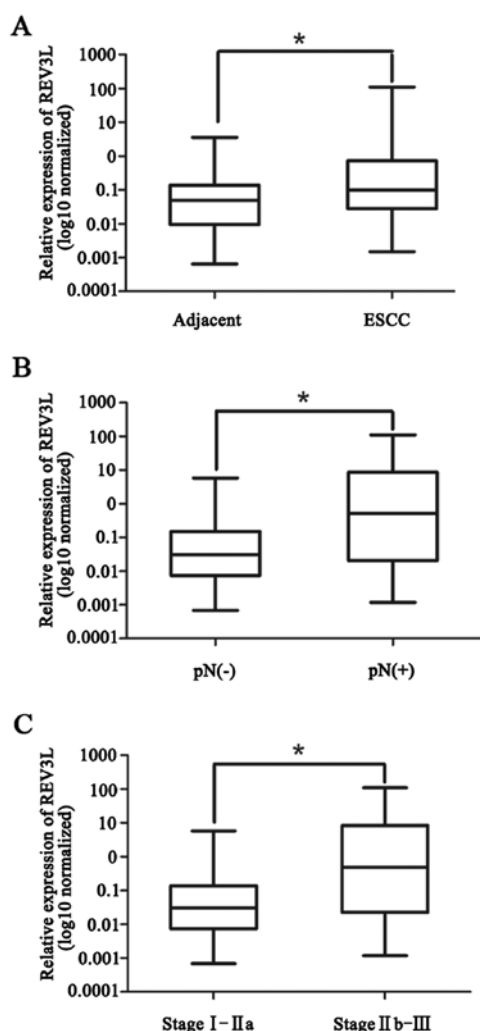 A
Relative expression of REV3L
(log10 normalized)
1000
100
10
0
0.1
0.01
0.001
0.0001
*
Adjacent ESCC
B
Relative expression of REV3L
(log10 normalized)
1000
100
10
0
0.1
0.01
0.001
0.0001
*
pN(-) pN(+)
C
Relative expression of REV3L
(log10 normalized)
1000
100
10
0
0.1
0.01
0.001
0.0001
*
Stage Ⅰ-Ⅱa Stage Ⅱb-Ⅲ